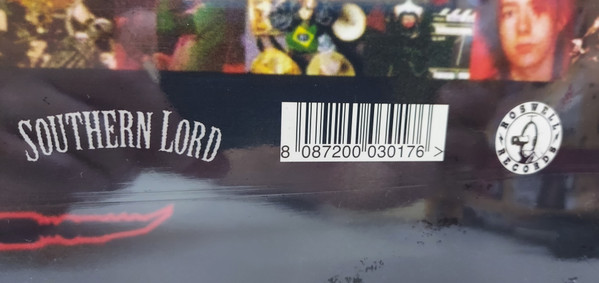 SOUTHERN LORD
8 087200 030176 >
ROSWELL RECORDS